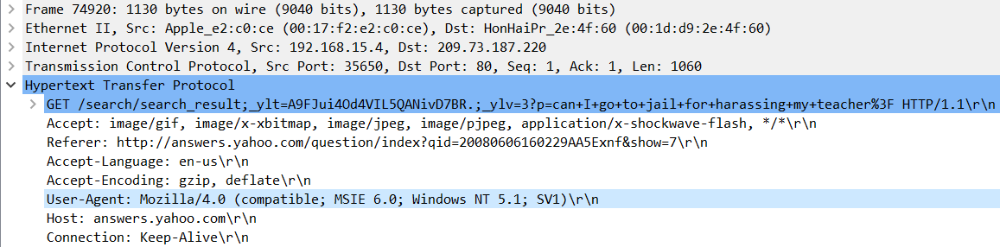 Frame 74920: 1130 bytes on wire (9040 bits), 1130 bytes captured (9040 bits)
Ethernet II, Src: Apple_e2:c0:ce (00:17:f2:e2:c0:ce), Dst: HonHaiPr_2e:4f:60 (00:1d:d9:2e:4f:60)
Internet Protocol Version 4, Src: 192.168.15.4, Dst: 209.73.187.220
Transmission Control Protocol, Src Port: 35650, Dst Port: 80, Seq: 1, Ack: 1, Len: 1060
Hypertext Transfer Protocol
GET /search/search_result;_ylt=A9FJui4Od4VIL5QANivD7BR.;_ylv=3?p=can+I+go+to+jail+for+harassing+my+teacher%3F HTTP/1.1\r\n
Accept: image/gif, image/x-xbitmap, image/jpeg, image/pjpeg, application/x-shockwave-flash, */*\r\n
Referer: http://answers.yahoo.com/question/index?qid=20080606160229AA5Exnf&show=7\r\n
Accept-Language: en-us\r\n
Accept-Encoding: gzip, deflate\r\n
User-Agent: Mozilla/4.0 (compatible; MSIE 6.0; Windows NT 5.1; SV1)\r\n
Host: answers.yahoo.com\r\n
Connection: Keep-Alive\r\n